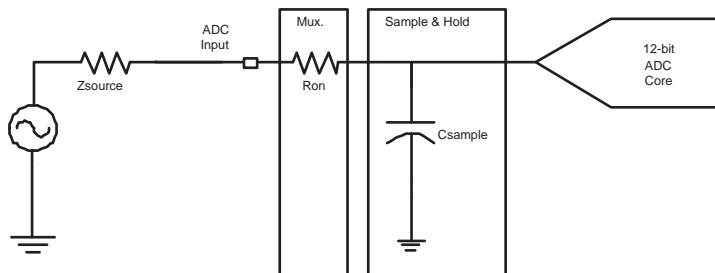 ADC
Input
Mux.
Sample & Hold
12-bit
ADC
Core
Zsource
Ron
Csample